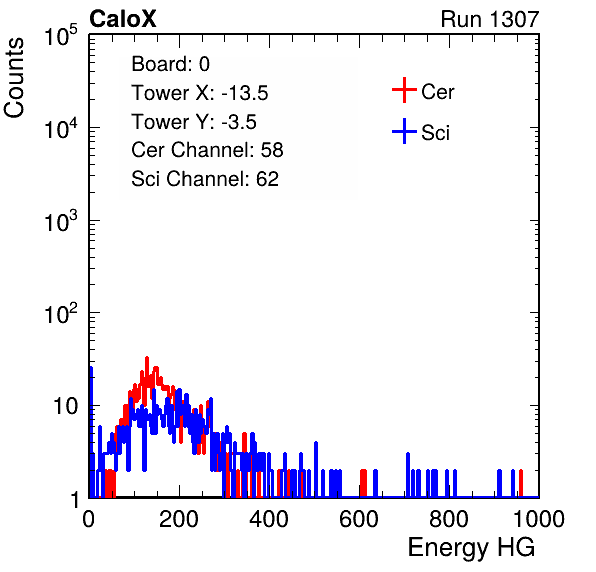 CaloX Run 1307
Counts
Board: 0
Tower X: -13.5
Tower Y: -3.5
Cer Channel: 58
Sci Channel: 62
Cer
Sci
10^5
10^4
10^3
10^2
10
1
0 200 400 600 800 1000
Energy HG